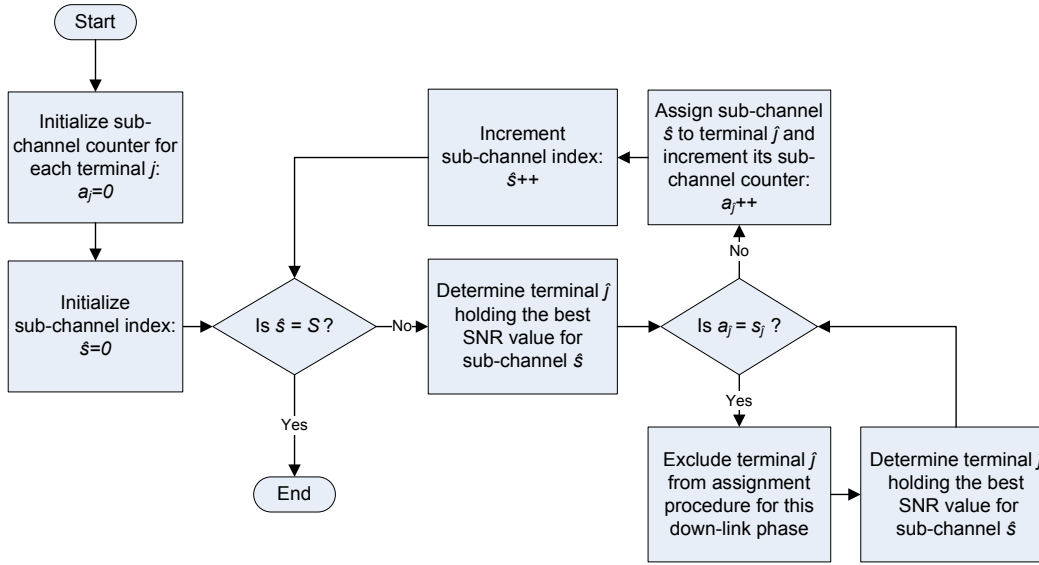 Start
Initialize sub-
channel counter for
each terminal j:
aⱼ=0
Initialize
sub-channel index:
ŝ=0
Is ŝ = S ?
Yes
End
No
Increment
sub-channel index:
ŝ++
Determine terminal ĵ
holding the best
SNR value for
sub-channel ŝ
Assign sub-channel
ŝ to terminal ĵ and
increment its sub-
channel counter:
a_ĵ++
No
Is a_ĵ = s_ĵ ?
Yes
Exclude terminal ĵ
from assignment
procedure for this
down-link phase
Determine terminal ĵ
holding the best
SNR value for
sub-channel ŝ